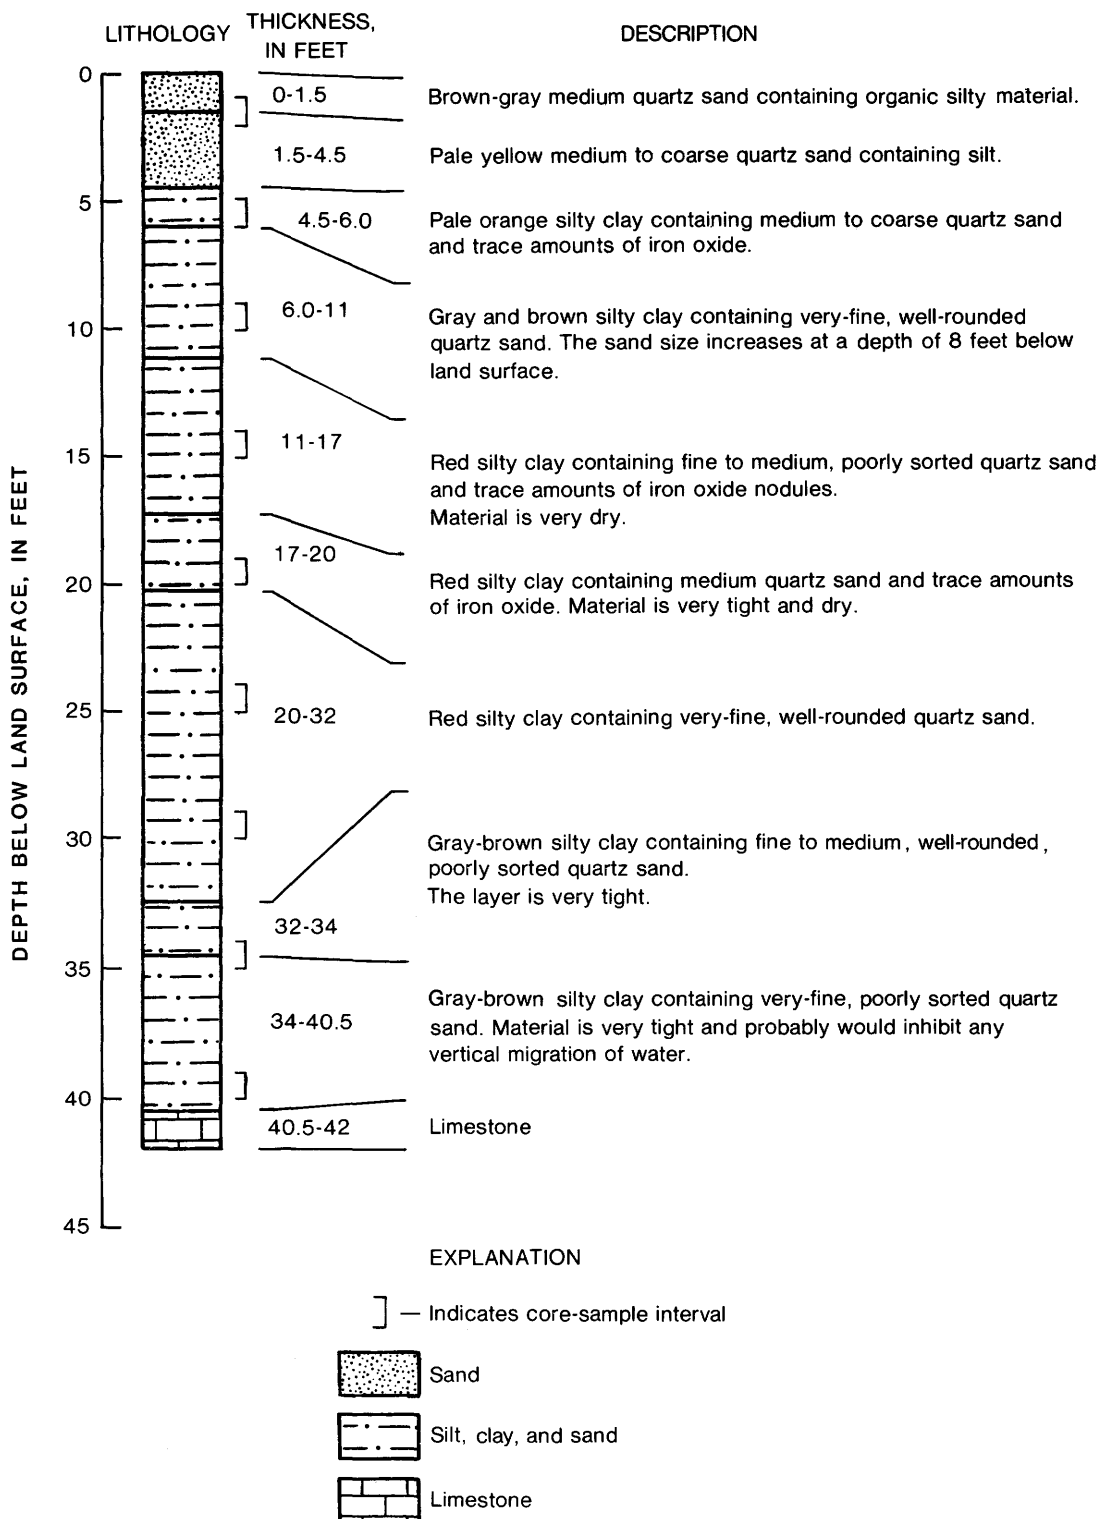 LITHOLOGY
THICKNESS,
IN FEET
DESCRIPTION
DEPTH BELOW LAND SURFACE, IN FEET
0
0-1.5
Brown-gray medium quartz sand containing organic silty material.
1.5-4.5
Pale yellow medium to coarse quartz sand containing silt.
5
4.5-6.0
Pale orange silty clay containing medium to coarse quartz sand
and trace amounts of iron oxide.
6.0-11
Gray and brown silty clay containing very-fine, well-rounded
quartz sand. The sand size increases at a depth of 8 feet below
land surface.
10
11-17
Red silty clay containing fine to medium, poorly sorted quartz sand
and trace amounts of iron oxide nodules.
Material is very dry.
15
17-20
Red silty clay containing medium quartz sand and trace amounts
of iron oxide. Material is very tight and dry.
20
20-32
Red silty clay containing very-fine, well-rounded quartz sand.
25
30
Gray-brown silty clay containing fine to medium, well-rounded,
poorly sorted quartz sand.
The layer is very tight.
32-34
35
34-40.5
Gray-brown silty clay containing very-fine, poorly sorted quartz
sand. Material is very tight and probably would inhibit any
vertical migration of water.
40
40.5-42
Limestone
45
EXPLANATION
— Indicates core-sample interval
Sand
Silt, clay, and sand
Limestone